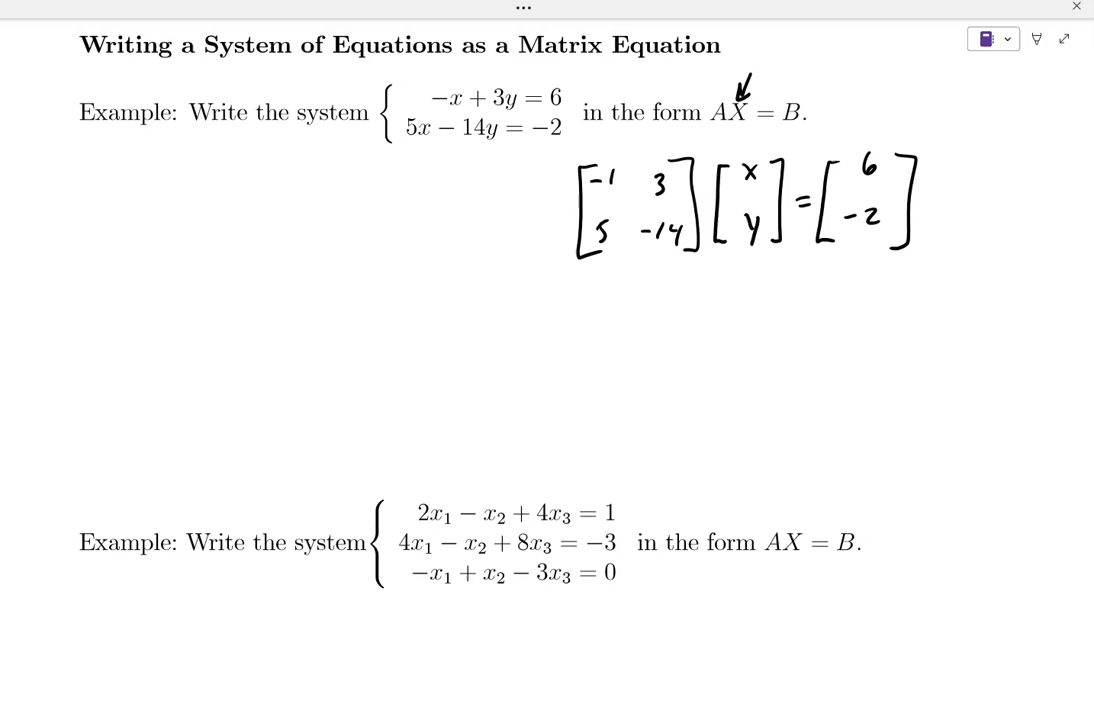 Writing a System of Equations as a Matrix Equation
Example: Write the system { −x + 3y = 6
5x − 14y = −2 in the form AX = B.
[ -1 3 ] [ x ] = [ 6 ]
[ 5 -14 ] [ y ] [ -2 ]
Example: Write the system { 2x₁ − x₂ + 4x₃ = 1
4x₁ − x₂ + 8x₃ = −3 in the form AX = B.
−x₁ + x₂ − 3x₃ = 0